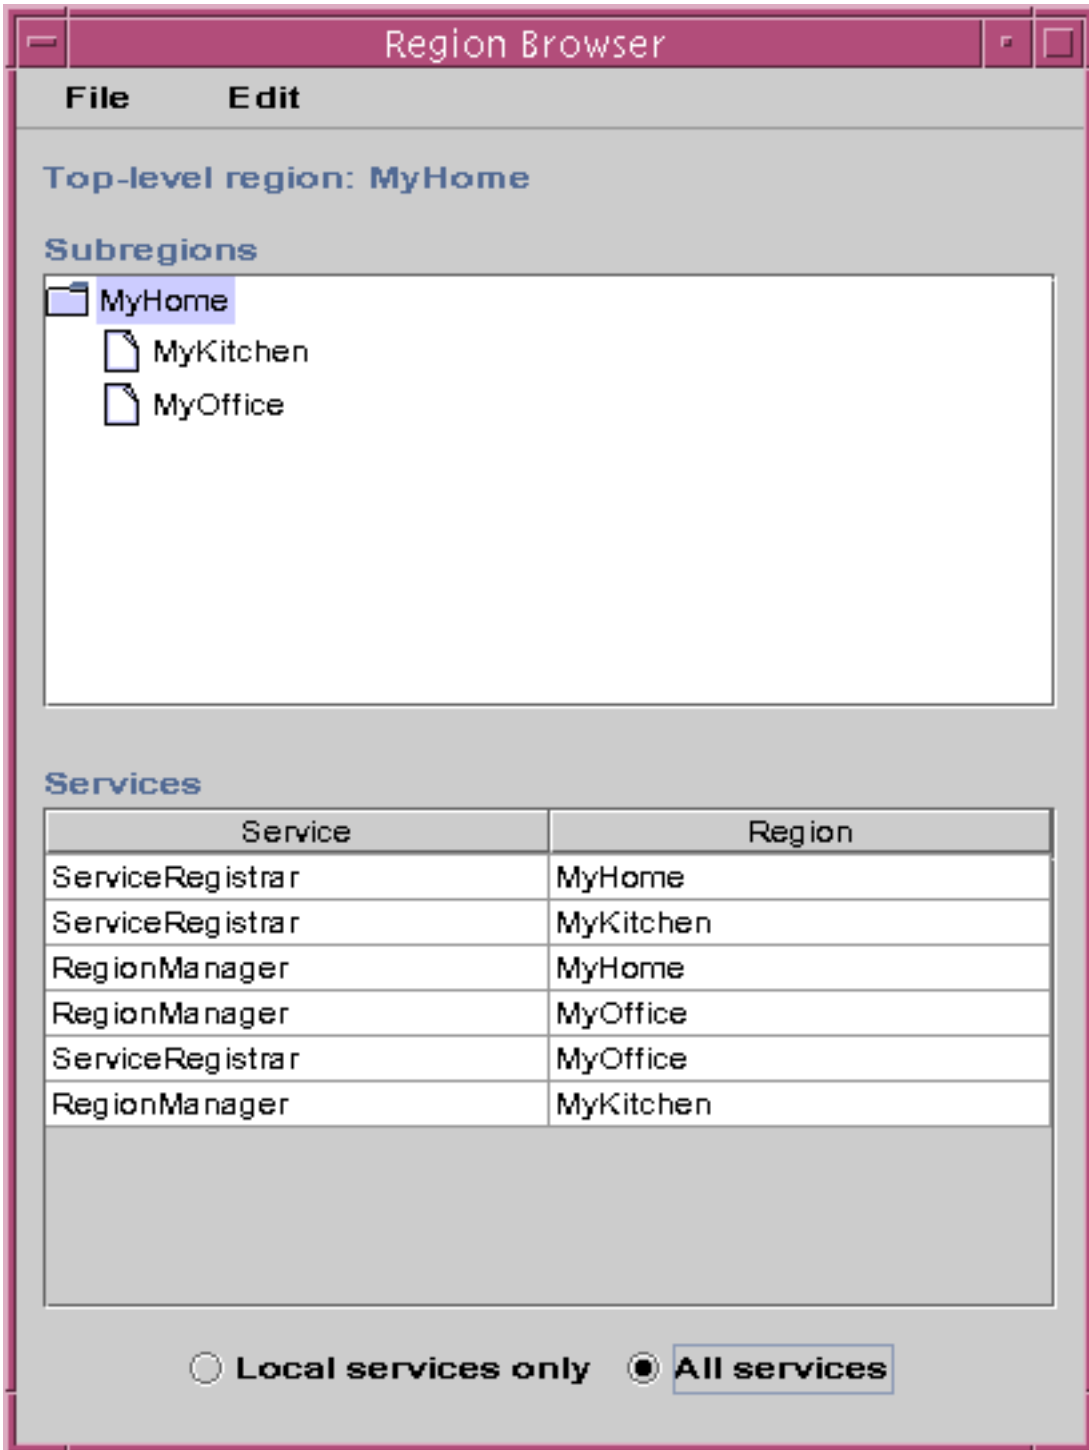 Region Browser
File Edit
Top-level region: MyHome
Subregions
MyHome
MyKitchen
MyOffice
Services
Service Region
ServiceRegistrar MyHome
ServiceRegistrar MyKitchen
RegionManager MyHome
RegionManager MyOffice
ServiceRegistrar MyOffice
RegionManager MyKitchen
Local services only All services